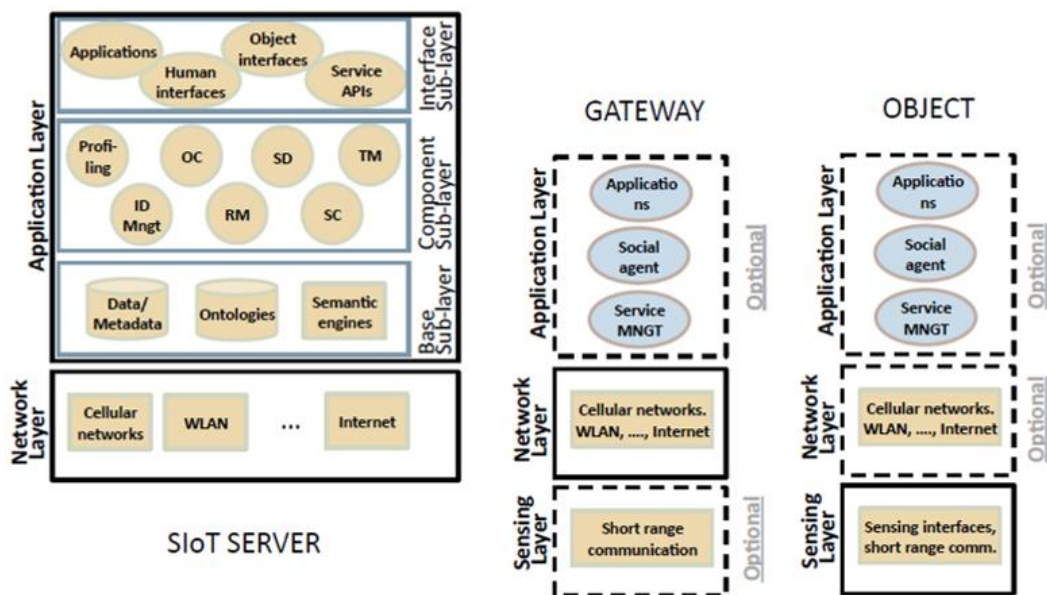 Application Layer
Applications
Human
interfaces
Object
interfaces
Service
APIs
Interface
Sub-layer
Profi-
ling
OC
SD
TM
ID
Mngt
RM
SC
Component
Sub-layer
Data/
Metadata
Ontologies
Semantic
engines
Base
Sub-layer
Network
Layer
Cellular
networks
WLAN
...
Internet
SIoT SERVER
GATEWAY
Application Layer
Applicatio
ns
Social
agent
Service
MNGT
Optional
Network
Layer
Cellular networks.
WLAN, ...., Internet
Sensing
Layer
Short range
communication
Optional
OBJECT
Application Layer
Applicatio
ns
Social
agent
Service
MNGT
Optional
Network
Layer
Cellular networks.
WLAN, ...., Internet
Optional
Sensing
Layer
Sensing interfaces,
short range comm.